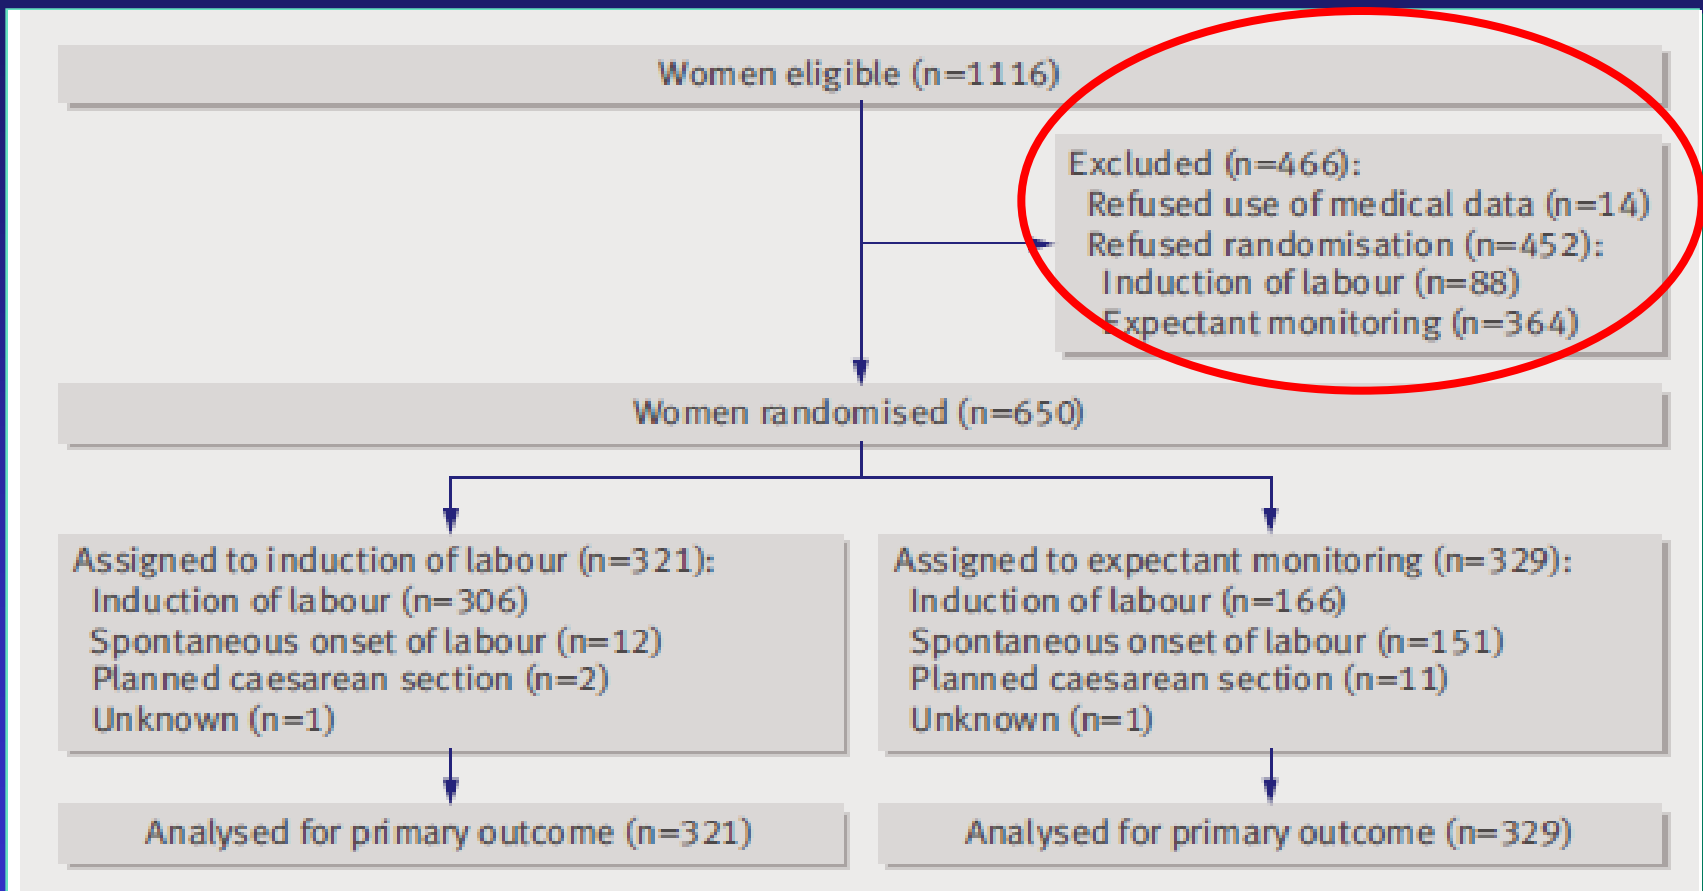 Women eligible (n=1116)
Excluded (n=466):
Refused use of medical data (n=14)
Refused randomisation (n=452):
Induction of labour (n=88)
Expectant monitoring (n=364)
Women randomised (n=650)
Assigned to induction of labour (n=321):
Induction of labour (n=306)
Spontaneous onset of labour (n=12)
Planned caesarean section (n=2)
Unknown (n=1)
Assigned to expectant monitoring (n=329):
Induction of labour (n=166)
Spontaneous onset of labour (n=151)
Planned caesarean section (n=11)
Unknown (n=1)
Analysed for primary outcome (n=321)
Analysed for primary outcome (n=329)